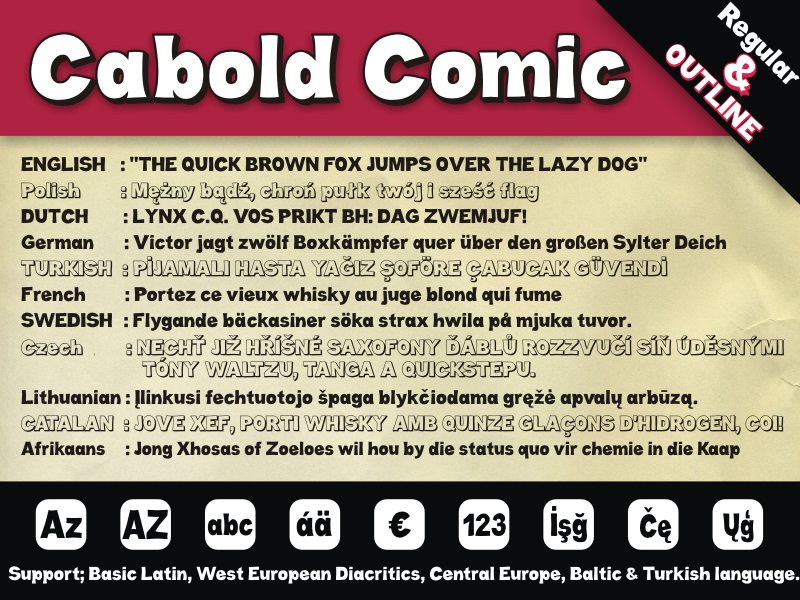 Cabold Comic
Regular
&
OUTLINE
ENGLISH : "THE QUICK BROWN FOX JUMPS OVER THE LAZY DOG"
Polish : Mężny bądź, chroń pułk twój i sześć flag
DUTCH : LYNX C.Q. VOS PRIKT BH: DAG ZWEMJUF!
German : Victor jagt zwölf Boxkämpfer quer über den großen Sylter Deich
TURKISH : PİJAMALI HASTA YAĞIZ ŞOFÖRE ÇABUCAK GÜVENDİ
French : Portez ce vieux whisky au juge blond qui fume
SWEDISH : Flygande bäckasiner söka strax hwila på mjuka tuvor.
Czech : NECHŤ JIŽ HŘÍŠNÉ SAXOFONY ĎÁBLŮ ROZZVUČÍ SÍŇ ÚDĚSNÝMI
TÓNY WALTZU, TANGA A QUICKSTEPU.
Lithuanian : Įlinkusi fechtuotojo špaga blykčiodama gręžė apvalų arbūzą.
CATALAN : JOVE XEF, PORTI WHISKY AMB QUINZE GLAÇONS D'HIDROGEN, COI!
Afrikaans : Jong Xhosas of Zoeloes wil hou by die status quo vir chemie in die Kaap
Az AZ abc áä € 123 İşğ Čę Ųģ
Support; Basic Latin, West European Diacritics, Central Europe, Baltic & Turkish language.